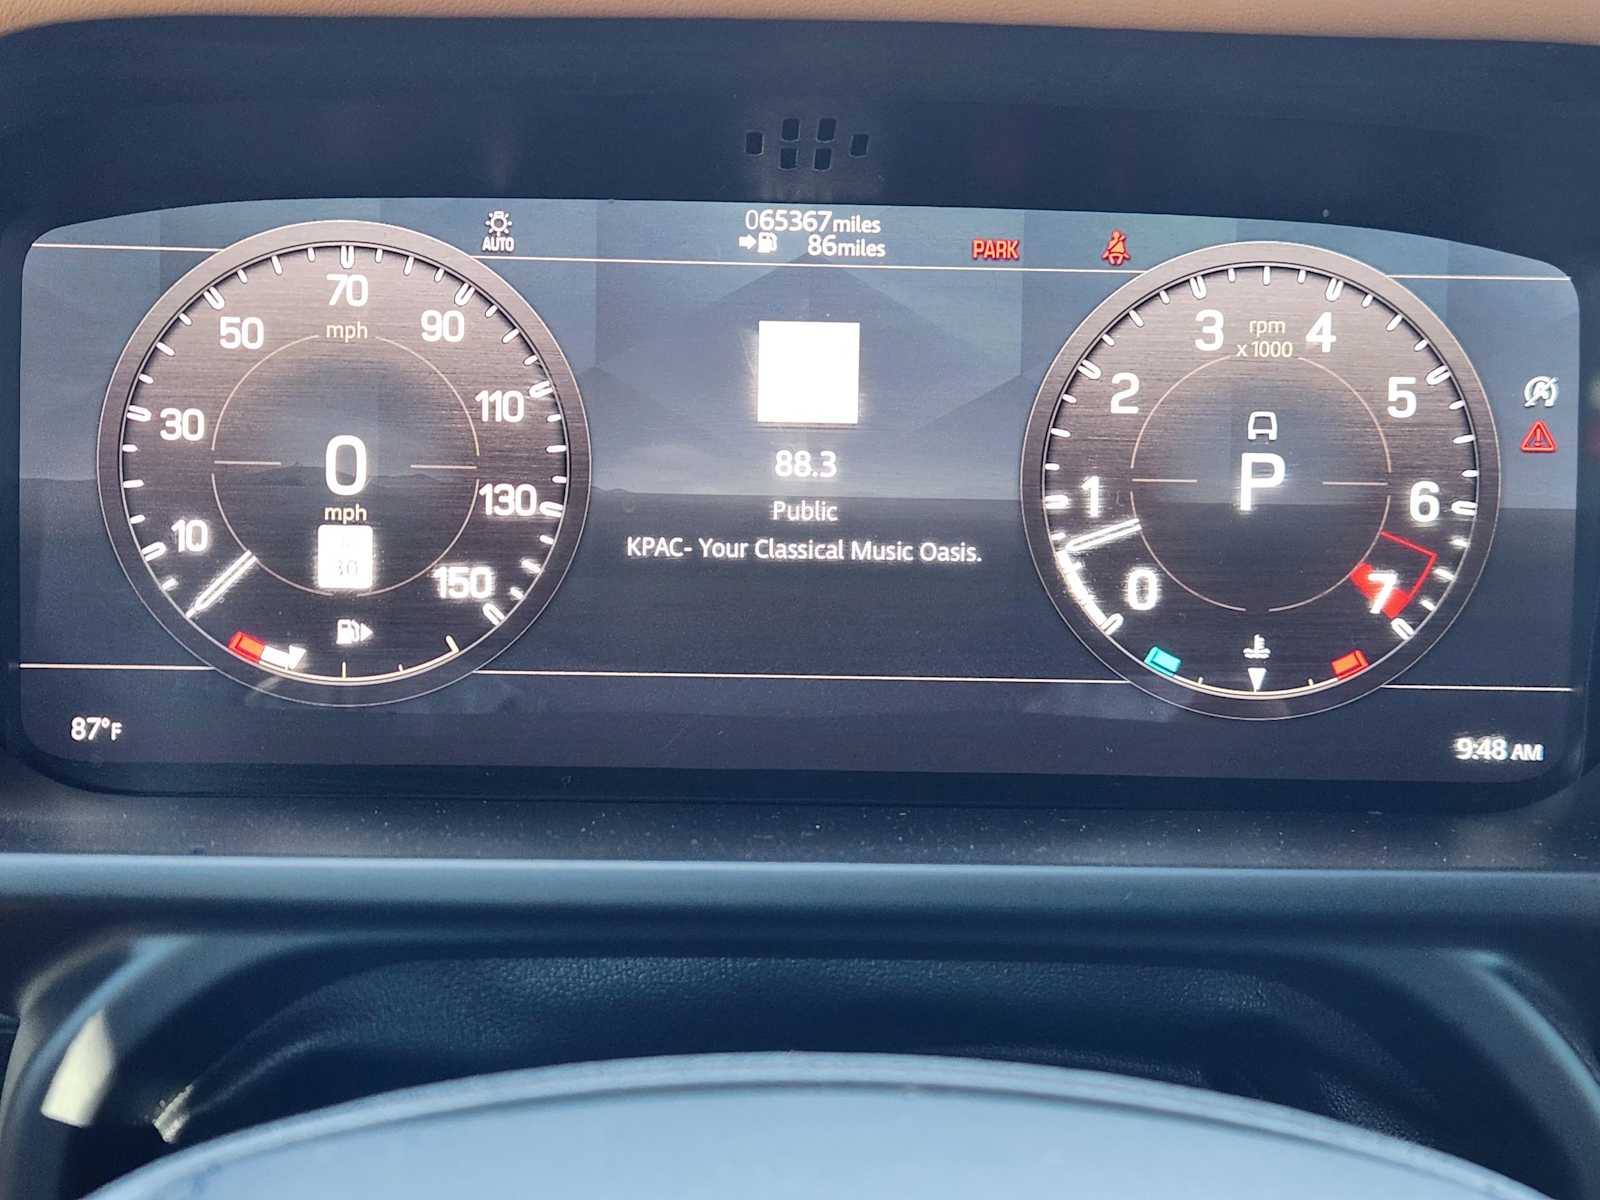 AUTO
065367miles
86miles
PARK
70
mph
50
90
30
110
0
mph
10
130
150
30
88.3
Public
KPAC- Your Classical Music Oasis.
3
rpm
x1000
4
2
5
P
1
6
0
7
87°F
9:48 AM